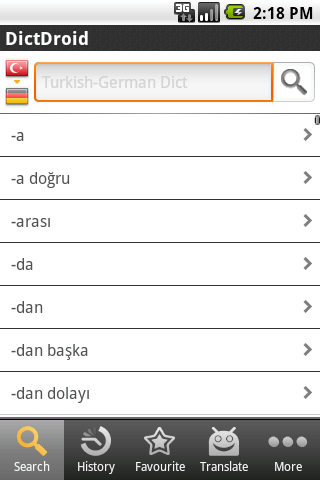 3G 2:18 PM
DictDroid
Turkish-German Dict
-a
-a doğru
-arası
-da
-dan
-dan başka
-dan dolayı
Search History Favourite Translate More